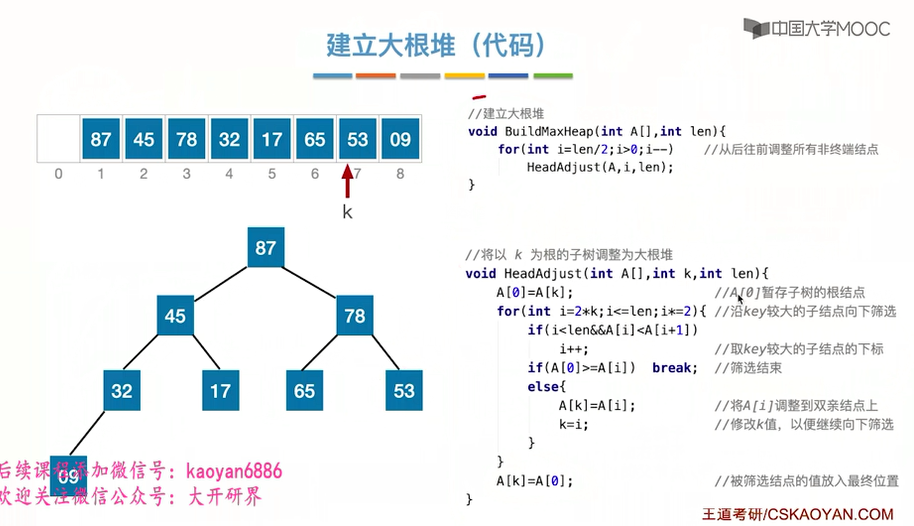 中国大学MOOC
建立大根堆（代码）
87 45 78 32 17 65 53 09
0 1 2 3 4 5 6 7 8
k
87
45 78
32 17 65 53
09
//建立大根堆
void BuildMaxHeap(int A[],int len){
for(int i=len/2;i>0;i--) //从后往前调整所有非终端结点
HeadAdjust(A,i,len);
}
//将以 k 为根的子树调整为大根堆
void HeadAdjust(int A[],int k,int len){
A[0]=A[k]; //A[0]暂存子树的根结点
for(int i=2*k;i<=len;i*=2){ //沿key较大的子结点向下筛选
if(i<len&&A[i]<A[i+1])
i++; //取key较大的子结点的下标
if(A[0]>=A[i]) break; //筛选结束
else{
A[k]=A[i]; //将A[i]调整到双亲结点上
k=i; //修改k值，以便继续向下筛选
}
}
A[k]=A[0]; //被筛选结点的值放入最终位置
}
后续课程添加微信号：kaoyan6886
欢迎关注微信公众号：大开研界
王道考研/CSKAOYAN.COM